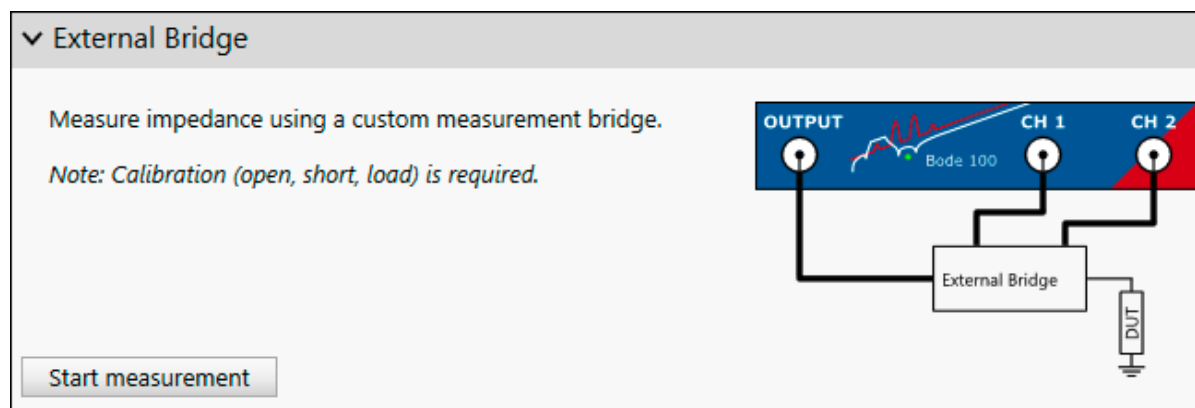 External Bridge
Measure impedance using a custom measurement bridge.
Note: Calibration (open, short, load) is required.
OUTPUT
CH 1
CH 2
Bode 100
External Bridge
DUT
Start measurement